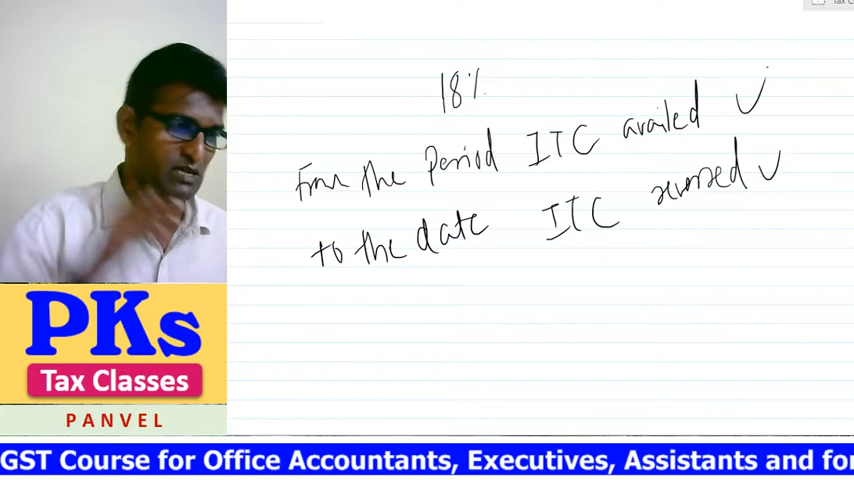 Tax C
18%
From the Period ITC availed ✓
to the date ITC reversed ✓
PKs
Tax Classes
PANVEL
GST Course for Office Accountants, Executives, Assistants and for